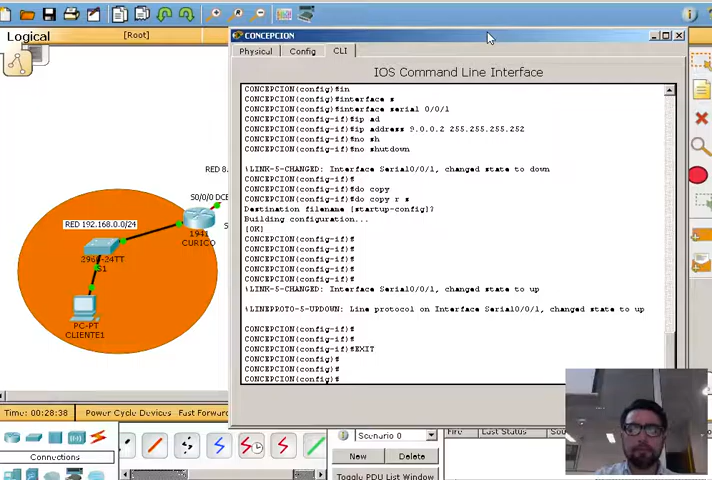 Logical
[Root]
RED 8.
S0/0/0 DCE
RED 192.168.0.0/24
1941
CURICO
S1
PC-PT
CLIENTE1
CONCEPCION
Physical
Config
CLI
IOS Command Line Interface
CONCEPCION(config)#in
CONCEPCION(config)#interface s
CONCEPCION(config)#interface serial 0/0/1
CONCEPCION(config-if)#ip ad
CONCEPCION(config-if)#ip address 9.0.0.2 255.255.255.252
CONCEPCION(config-if)#no sh
CONCEPCION(config-if)#no shutdown
%LINK-5-CHANGED: Interface Serial0/0/1, changed state to down
CONCEPCION(config-if)#
CONCEPCION(config-if)#do copy
CONCEPCION(config-if)#do copy r s
Destination filename [startup-config]?
Building configuration...
[OK]
CONCEPCION(config-if)#
CONCEPCION(config-if)#
CONCEPCION(config-if)#
CONCEPCION(config-if)#
CONCEPCION(config-if)#
%LINK-5-CHANGED: Interface Serial0/0/1, changed state to up
%LINEPROTO-5-UPDOWN: Line protocol on Interface Serial0/0/1, changed state to up
CONCEPCION(config-if)#
CONCEPCION(config-if)#
CONCEPCION(config-if)#EXIT
CONCEPCION(config)#
CONCEPCION(config)#
CONCEPCION(config)#
Time: 00:28:38
Power Cycle Devices
Fast Forward
Connections
Scenario 0
New
Delete
Toggle PDU List Window
Fire
Last Status